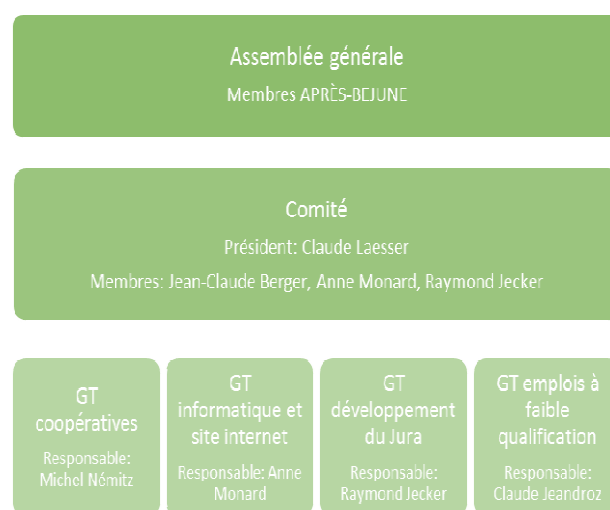 Assemblée générale
Membres APRÈS-BEJUNE
Comité
Président: Claude Laesser
Membres: Jean-Claude Berger, Anne Monard, Raymond Jecker
GT
coopératives
Responsable:
Michel Némitz
GT
informatique et
site internet
Responsable: Anne
Monard
GT
développement
du Jura
Responsable:
Raymond Jecker
GT emplois à
faible
qualification
Responsable:
Claude Jeandroz